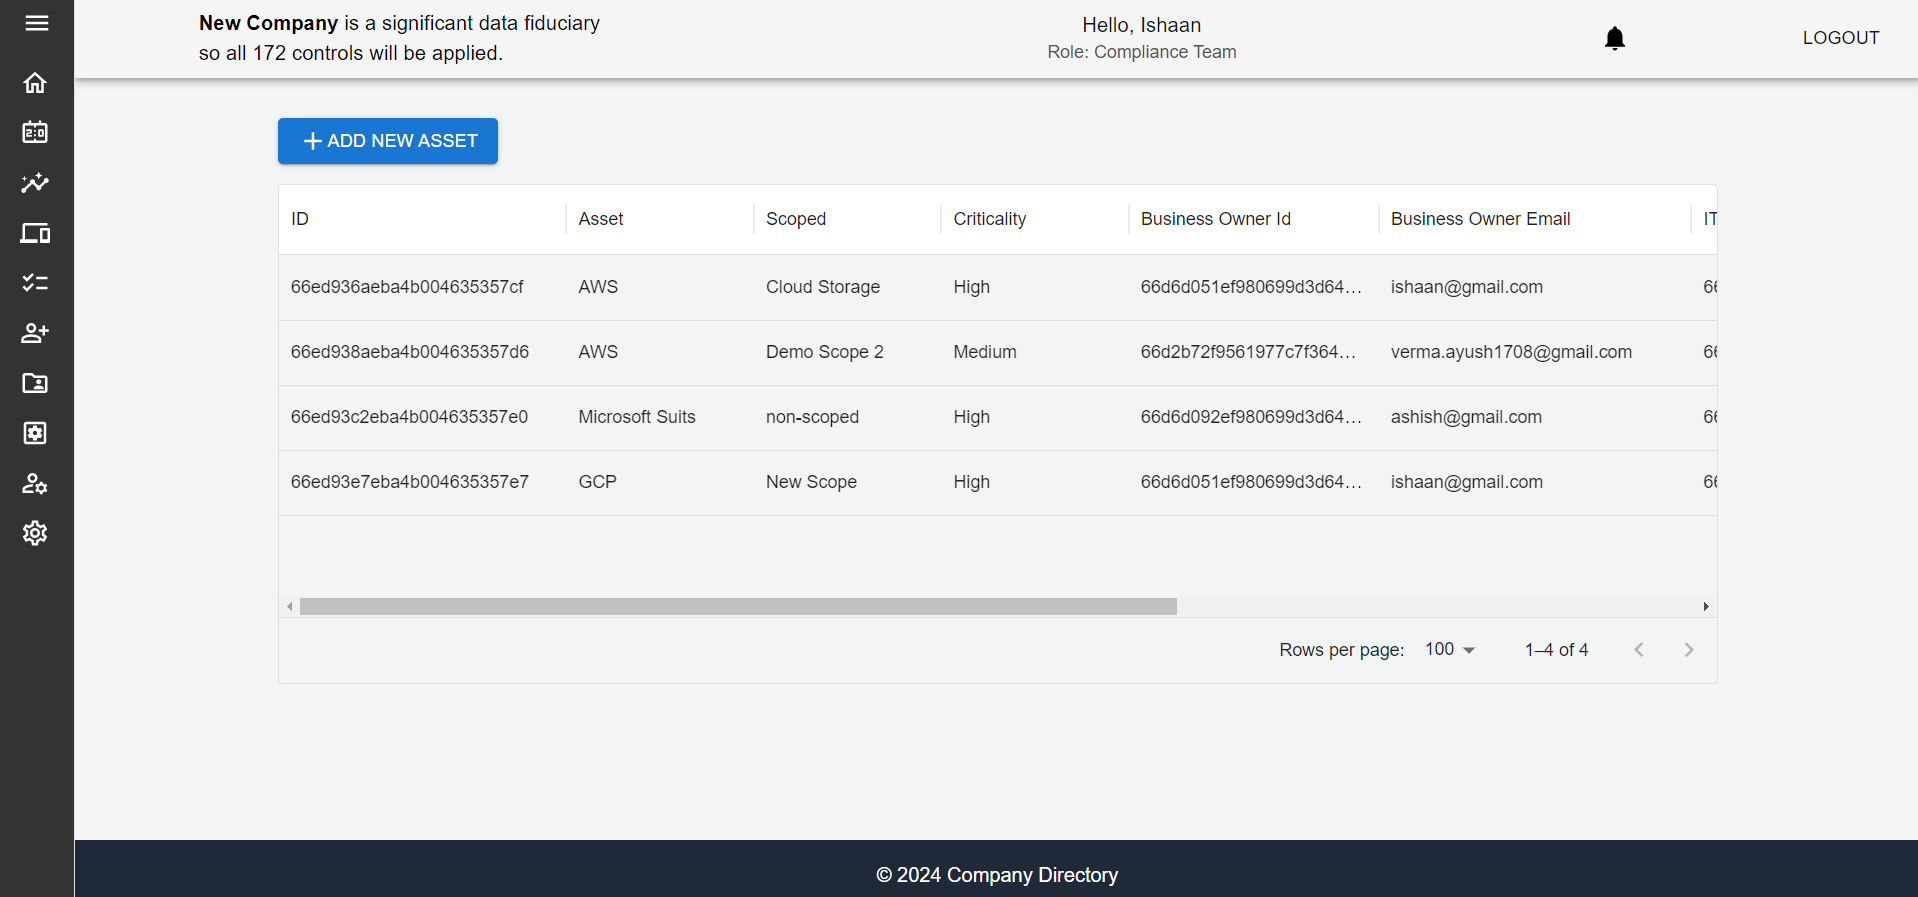 New Company is a significant data fiduciary
so all 172 controls will be applied.
Hello, Ishaan
Role: Compliance Team
LOGOUT
ADD NEW ASSET
ID Asset Scoped Criticality Business Owner Id Business Owner Email IT
66ed936aeba4b004635357cf AWS Cloud Storage High 66d6d051ef980699d3d64... ishaan@gmail.com 66
66ed938aeba4b004635357d6 AWS Demo Scope 2 Medium 66d2b72f9561977c7f364... verma.ayush1708@gmail.com 66
66ed93c2eba4b004635357e0 Microsoft Suits non-scoped High 66d6d092ef980699d3d64... ashish@gmail.com 66
66ed93e7eba4b004635357e7 GCP New Scope High 66d6d051ef980699d3d64... ishaan@gmail.com 66
Rows per page: 100 1–4 of 4
© 2024 Company Directory